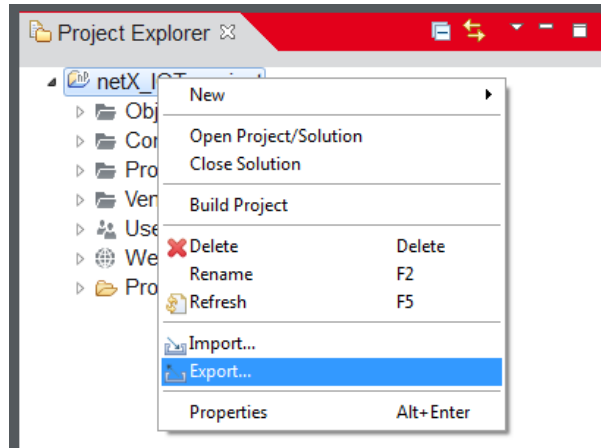 Project Explorer
netX_IOT
New
Obj
Open Project/Solution
Con
Close Solution
Pro
Ven
Build Project
Use
Delete Delete
We
Rename F2
Pro
Refresh F5
Import...
Export...
Properties Alt+Enter